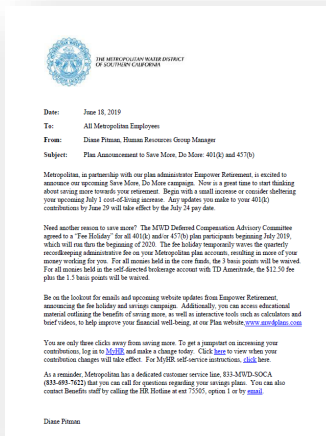 THE METROPOLITAN WATER DISTRICT
OF SOUTHERN CALIFORNIA
Date: June 18, 2019
To: All Metropolitan Employees
From: Diane Pitman, Human Resources Group Manager
Subject: Plan Announcement to Save More, Do More: 401(k) and 457(b)
Metropolitan, in partnership with our plan administrator Empower Retirement, is excited to
announce our upcoming Save More, Do More campaign. Now is a great time to start thinking
about saving more towards your retirement. Begin with a small increase or consider sheltering
your upcoming July 1 cost-of-living increase. Any updates you make to your 401(k)
contributions by June 29 will take effect by the July 24 pay date.
Need another reason to save more? The MWD Deferred Compensation Advisory Committee
agreed to a "Fee Holiday" for all 401(k) and/or 457(b) plan participants beginning July 2019,
which will run thru the beginning of 2020. The fee holiday temporarily waves the quarterly
recordkeeping administrative fee on your Metropolitan plan accounts, resulting in more of your
money working for you. For all monies held in the core funds, the 3 basis points will be waived.
For all monies held in the self-directed brokerage account with TD Ameritrade, the $12.50 fee
plus the 1.5 basis points will be waived.
Be on the lookout for emails and upcoming website updates from Empower Retirement,
announcing the fee holiday and savings campaign. Additionally, you can access educational
material outlining the benefits of saving more, as well as interactive tools such as calculators and
brief videos, to help improve your financial well-being, at our Plan website,www.mwdplans.com
You are only three clicks away from saving more. To get a jumpstart on increasing your
contributions, log in to MyHR and make a change today. Click here to view when your
contribution changes will take effect. For MyHR self-service instructions, click here.
As a reminder, Metropolitan has a dedicated customer service line, 833-MWD-SOCA
(833-693-7622) that you can call for questions regarding your savings plans. You can also
contact Benefits staff by calling the HR Hotline at ext 75505, option 1 or by email.
Diane Pitman